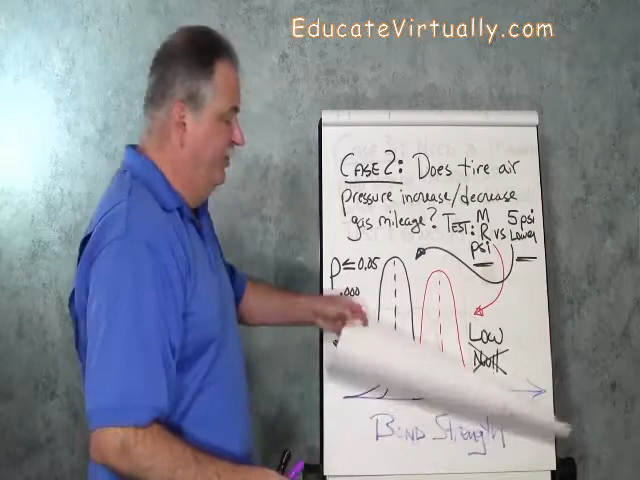 EducateVirtually.com
CASE 2: Does tire air
pressure increase/decrease
gas mileage? TEST: M R psi vs 5 psi Lower
p ≤ 0.05
.000
Low
Bond Strength